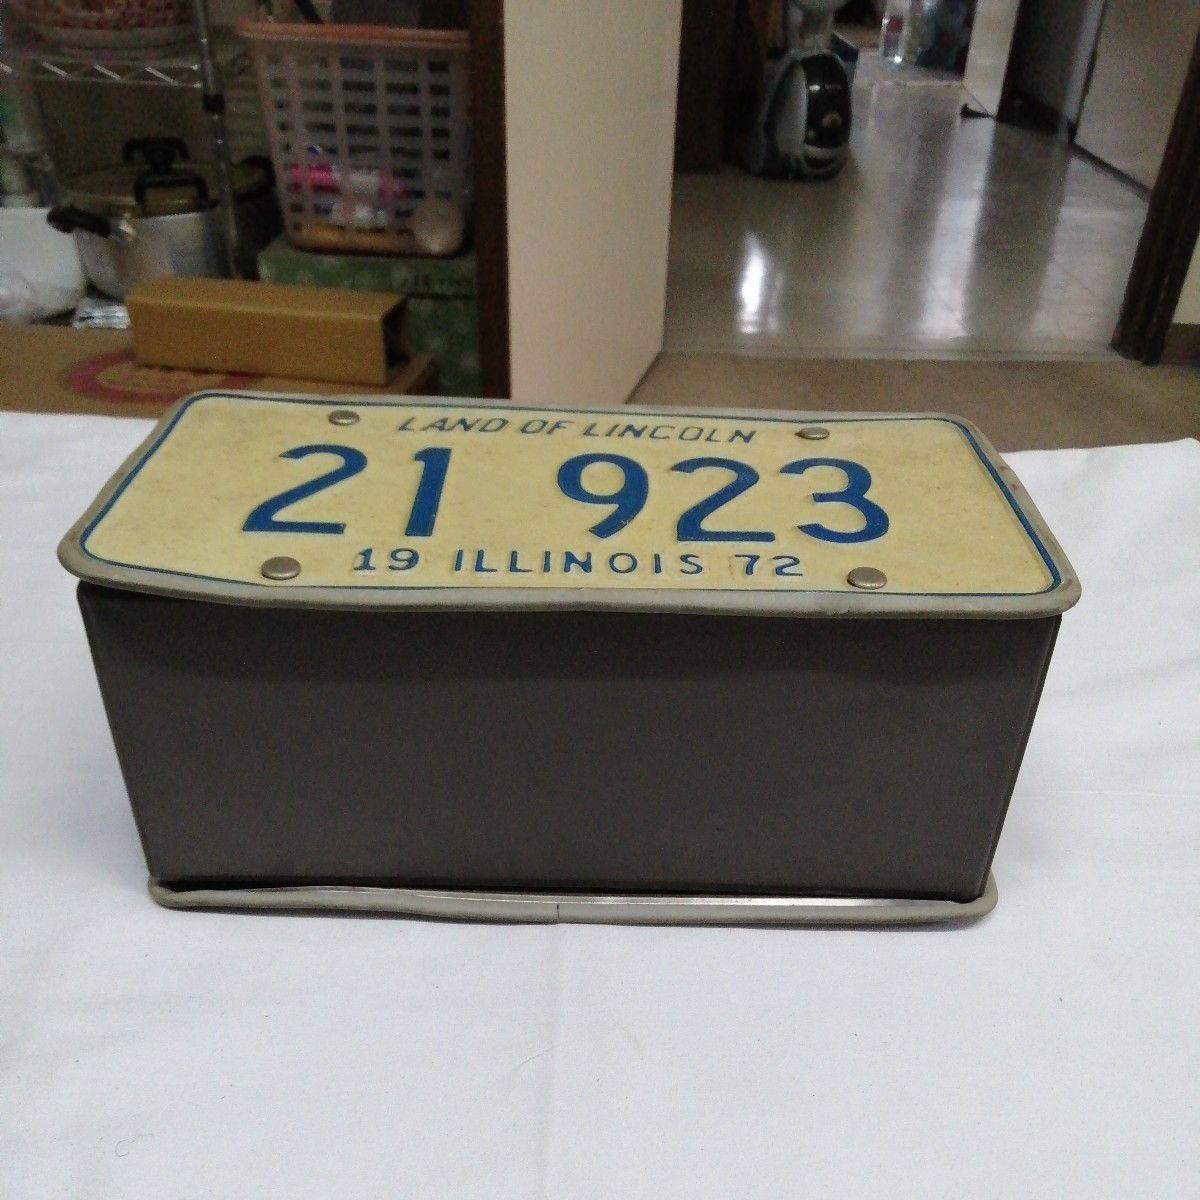 LAND OF LINCOLN
21 923
19 ILLINOIS 72